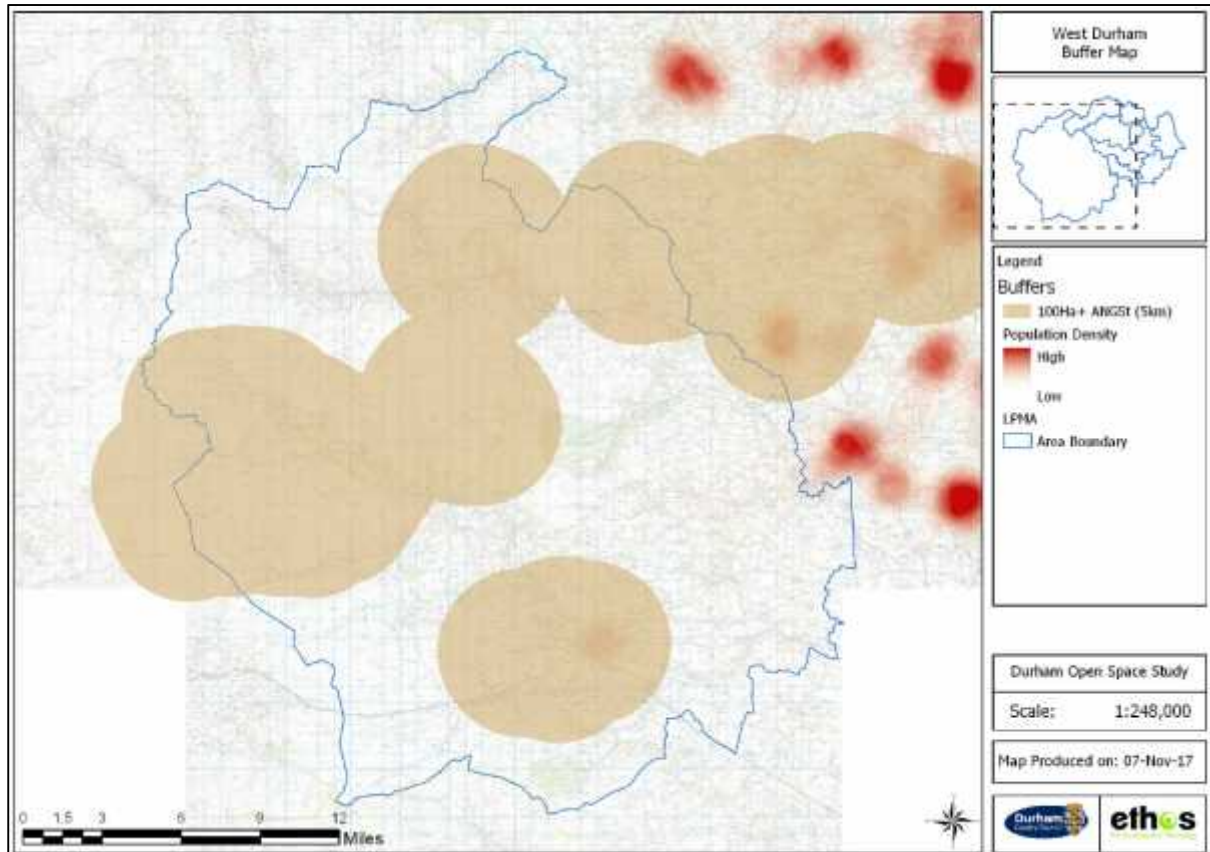 West Durham
Buffer Map
Legend
Buffers
100Ha+ ANGSt (5km)
Population Density
High
Low
LPMA
Area Boundary
Durham Open Space Study
Scale: 1:248,000
Map Produced on: 07-Nov-17
0 1.5 3 6 9 12
Miles
Durham
ethos